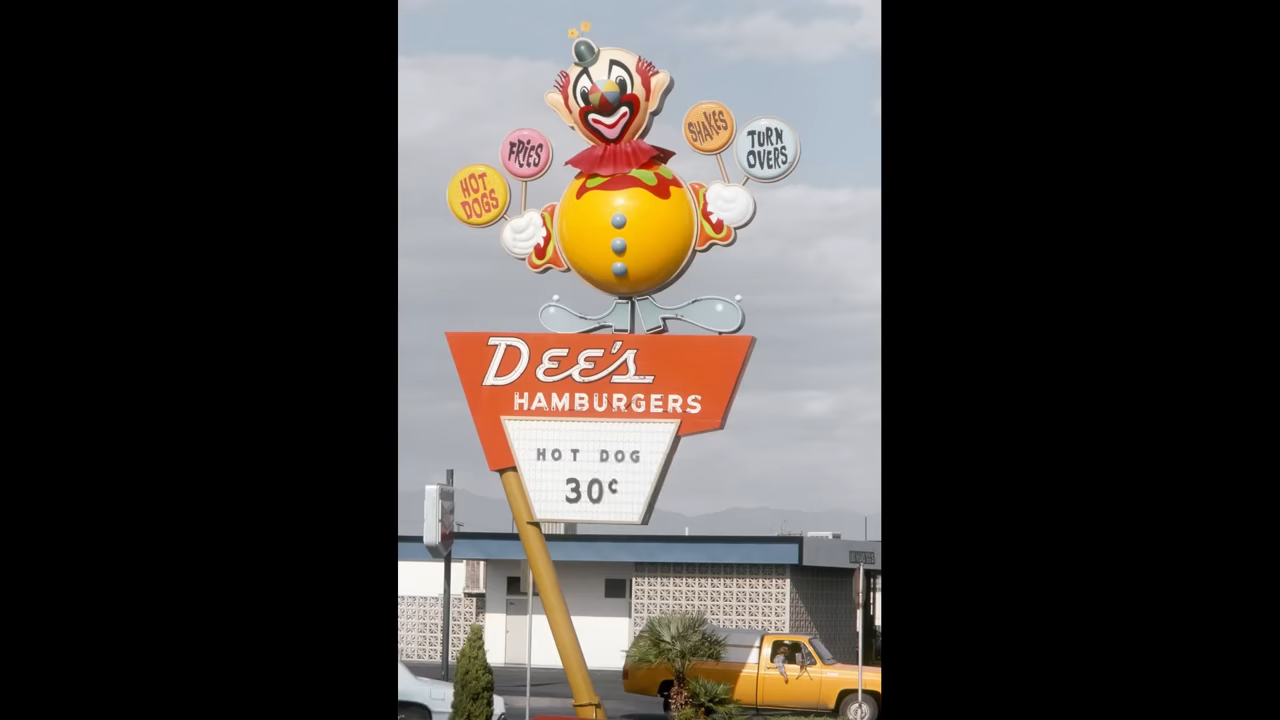 SHAKES
TURN
OVERS
FRIES
HOT
DOGS
DEE'S
HAMBURGERS
HOT DOG
30¢